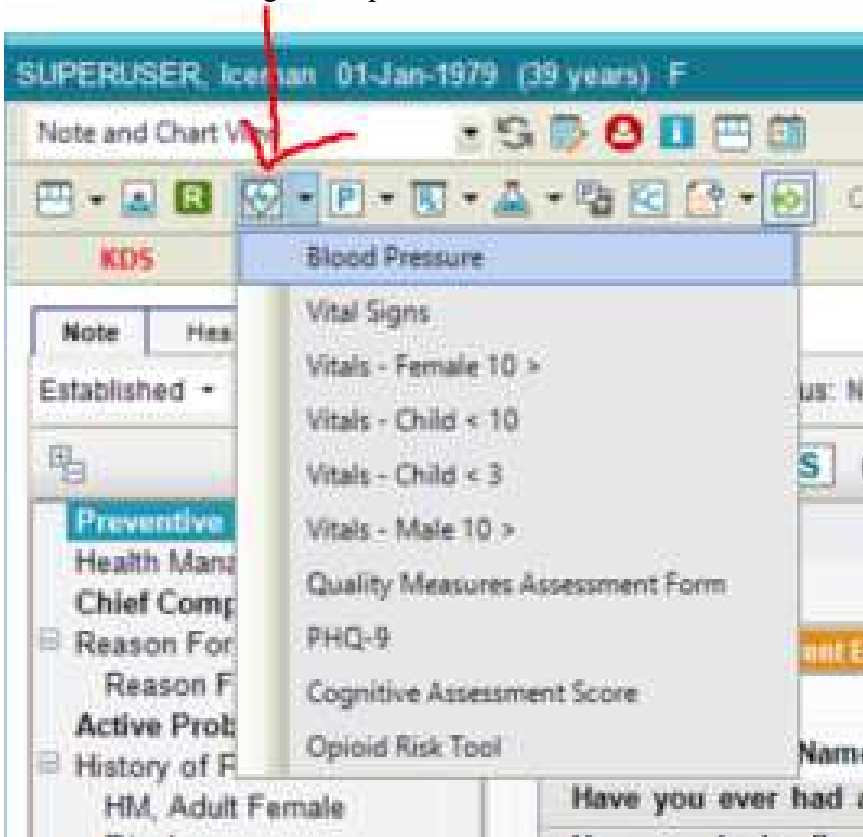 SUPERUSER, Iceman 01-Jan-1979 (39 years) F
Note and Chart View
R P
KDS
Blood Pressure
Vital Signs
Vitals - Female 10 >
Vitals - Child < 10
Vitals - Child < 3
Vitals - Male 10 >
Quality Measures Assessment Form
PHQ-9
Cognitive Assessment Score
Opioid Risk Tool
Note Hea
Established
us: N
S
Preventive
Health Mana
Chief Comp
Reason For
Reason F
Active Prob
History of F
HM, Adult Female
Nam
Have you ever had a